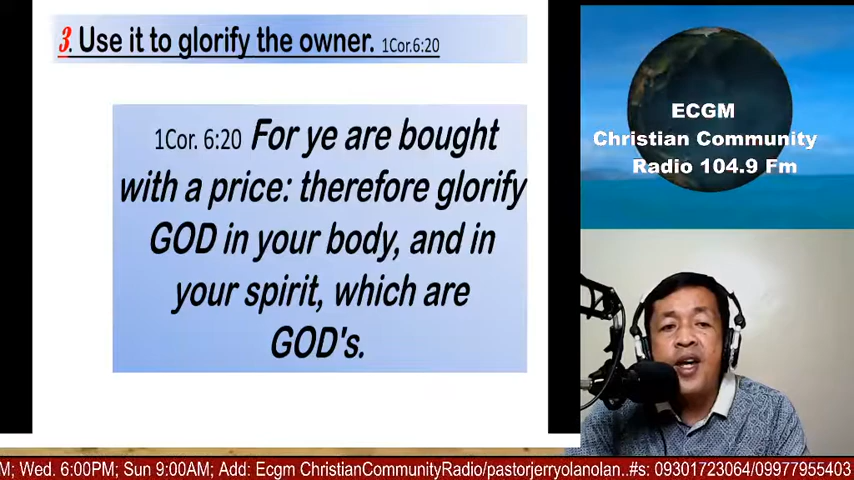 3. Use it to glorify the owner. 1Cor.6:20
1Cor. 6:20 For ye are bought
with a price: therefore glorify
GOD in your body, and in
your spirit, which are
GOD's.
ECGM
Christian Community
Radio 104.9 Fm
M; Wed. 6:00PM; Sun 9:00AM; Add: Ecgm ChristianCommunityRadio/pastorjerryolanolan..#s: 09301723064/09977955403